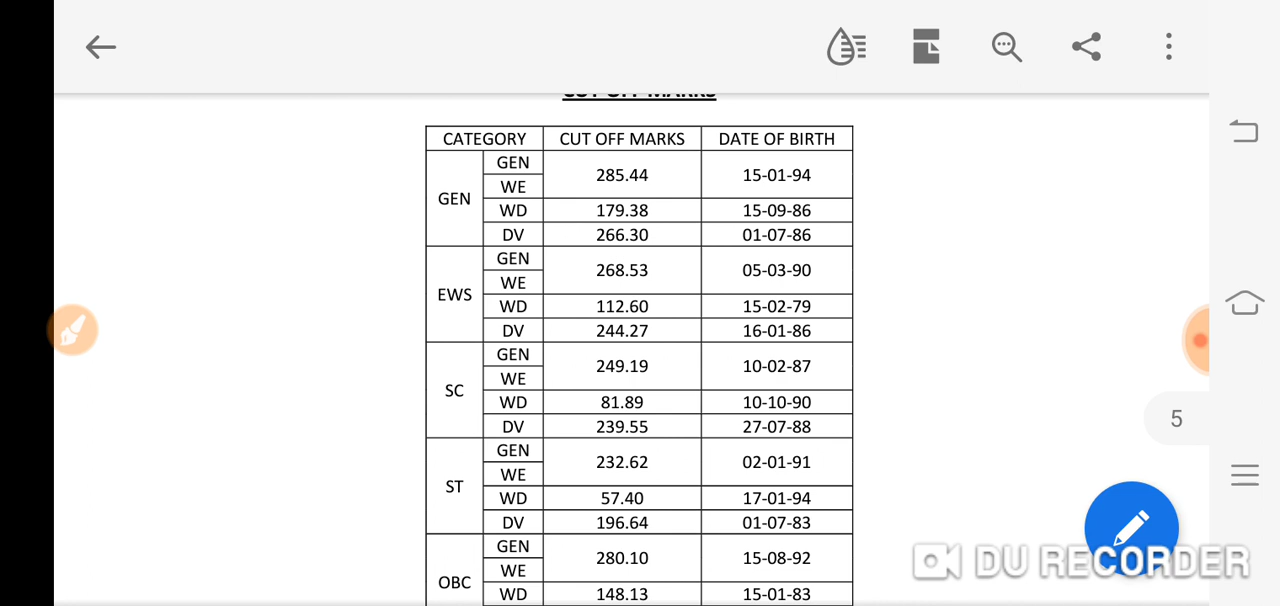 CUT OFF MARKS
CATEGORY CUT OFF MARKS DATE OF BIRTH
GEN GEN 285.44 15-01-94
WE
WD 179.38 15-09-86
DV 266.30 01-07-86
EWS GEN 268.53 05-03-90
WE
WD 112.60 15-02-79
DV 244.27 16-01-86
SC GEN 249.19 10-02-87
WE
WD 81.89 10-10-90
DV 239.55 27-07-88
ST GEN 232.62 02-01-91
WE
WD 57.40 17-01-94
DV 196.64 01-07-83
OBC GEN 280.10 15-08-92
WE
WD 148.13 15-01-83
5
DU RECORDER